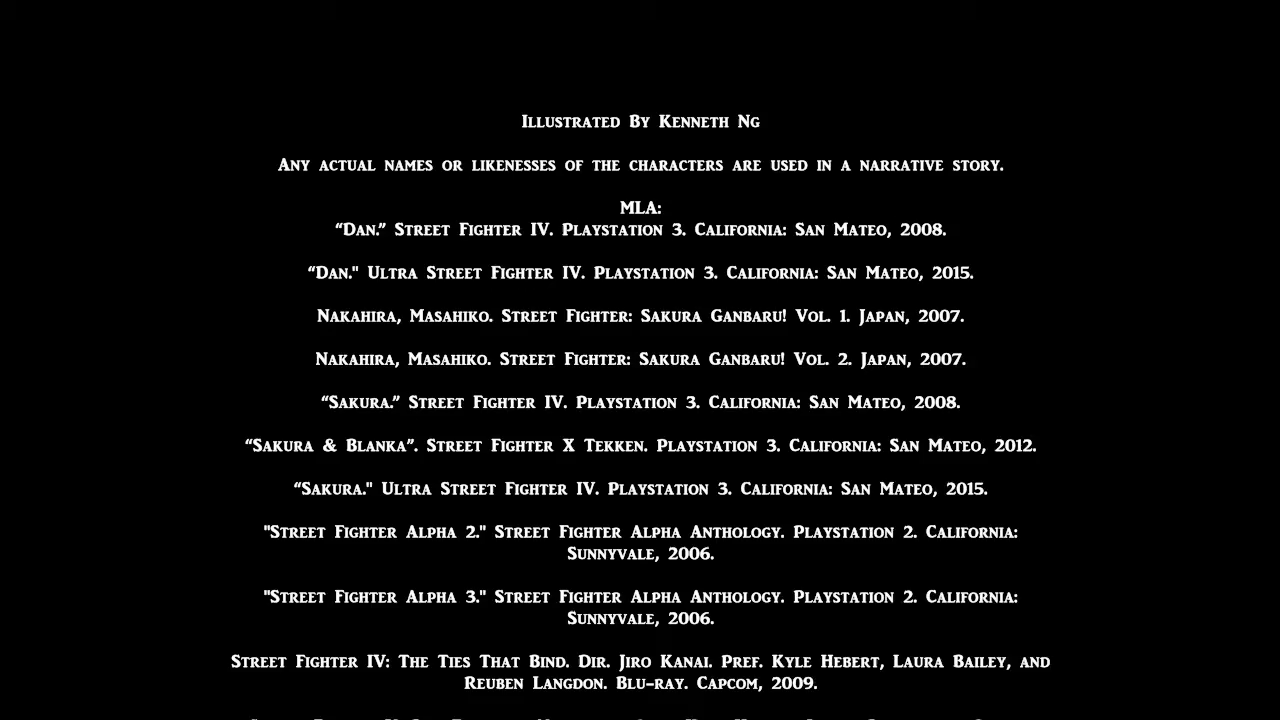 Illustrated By Kenneth Ng
Any actual names or likenesses of the characters are used in a narrative story.
MLA:
“Dan.” Street Fighter IV. Playstation 3. California: San Mateo, 2008.
“Dan." Ultra Street Fighter IV. Playstation 3. California: San Mateo, 2015.
Nakahira, Masahiko. Street Fighter: Sakura Ganbaru! Vol. 1. Japan, 2007.
Nakahira, Masahiko. Street Fighter: Sakura Ganbaru! Vol. 2. Japan, 2007.
“Sakura.” Street Fighter IV. Playstation 3. California: San Mateo, 2008.
“Sakura & Blanka”. Street Fighter X Tekken. Playstation 3. California: San Mateo, 2012.
“Sakura." Ultra Street Fighter IV. Playstation 3. California: San Mateo, 2015.
"Street Fighter Alpha 2." Street Fighter Alpha Anthology. Playstation 2. California:
Sunnyvale, 2006.
"Street Fighter Alpha 3." Street Fighter Alpha Anthology. Playstation 2. California:
Sunnyvale, 2006.
Street Fighter IV: The Ties That Bind. Dir. Jiro Kanai. Pref. Kyle Hebert, Laura Bailey, and
Reuben Langdon. Blu-ray. Capcom, 2009.